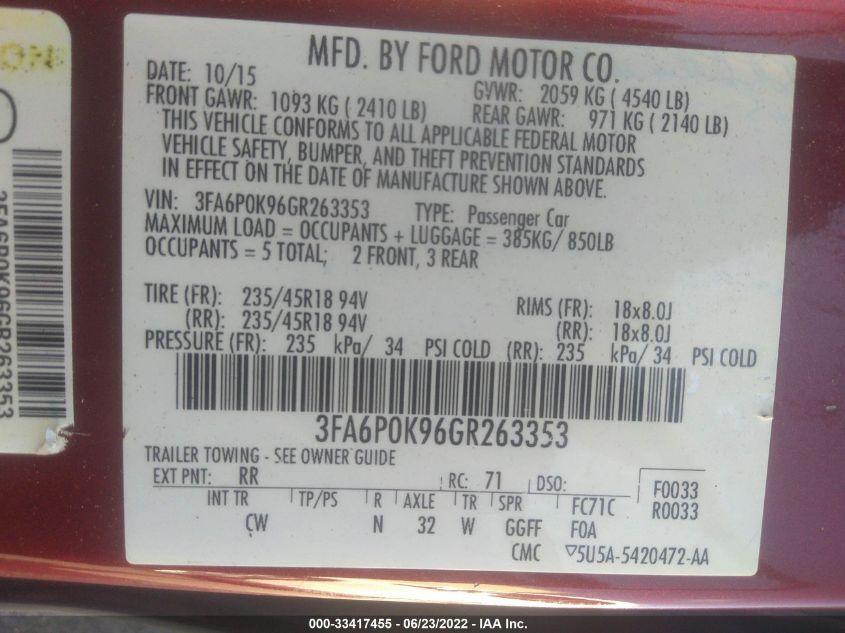 MFD. BY FORD MOTOR CO.
DATE: 10/15 GVWR: 2059 KG ( 4540 LB)
FRONT GAWR: 1093 KG ( 2410 LB) REAR GAWR: 971 KG ( 2140 LB)
THIS VEHICLE CONFORMS TO ALL APPLICABLE FEDERAL MOTOR
VEHICLE SAFETY, BUMPER, AND THEFT PREVENTION STANDARDS
IN EFFECT ON THE DATE OF MANUFACTURE SHOWN ABOVE.
VIN: 3FA6P0K96GR263353 TYPE: Passenger Car
MAXIMUM LOAD = OCCUPANTS + LUGGAGE = 385KG/ 850LB
OCCUPANTS = 5 TOTAL; 2 FRONT, 3 REAR
TIRE (FR): 235/45R18 94V RIMS (FR): 18x8.0J
(RR): 235/45R18 94V (RR): 18x8.0J
PRESSURE (FR): 235 kPa/ 34 PSI COLD (RR): 235 kPa/ 34 PSI COLD
3FA6P0K96GR263353
TRAILER TOWING - SEE OWNER GUIDE
EXT PNT: RR RC: 71 DSO: F0033
INT TR TP/PS R AXLE TR SPR FC71C R0033
CW N 32 W GGFF F0A
CMC 5U5A-5420472-AA
3FA6P0K96GR263353
000-33417455 - 06/23/2022 - IAA Inc.